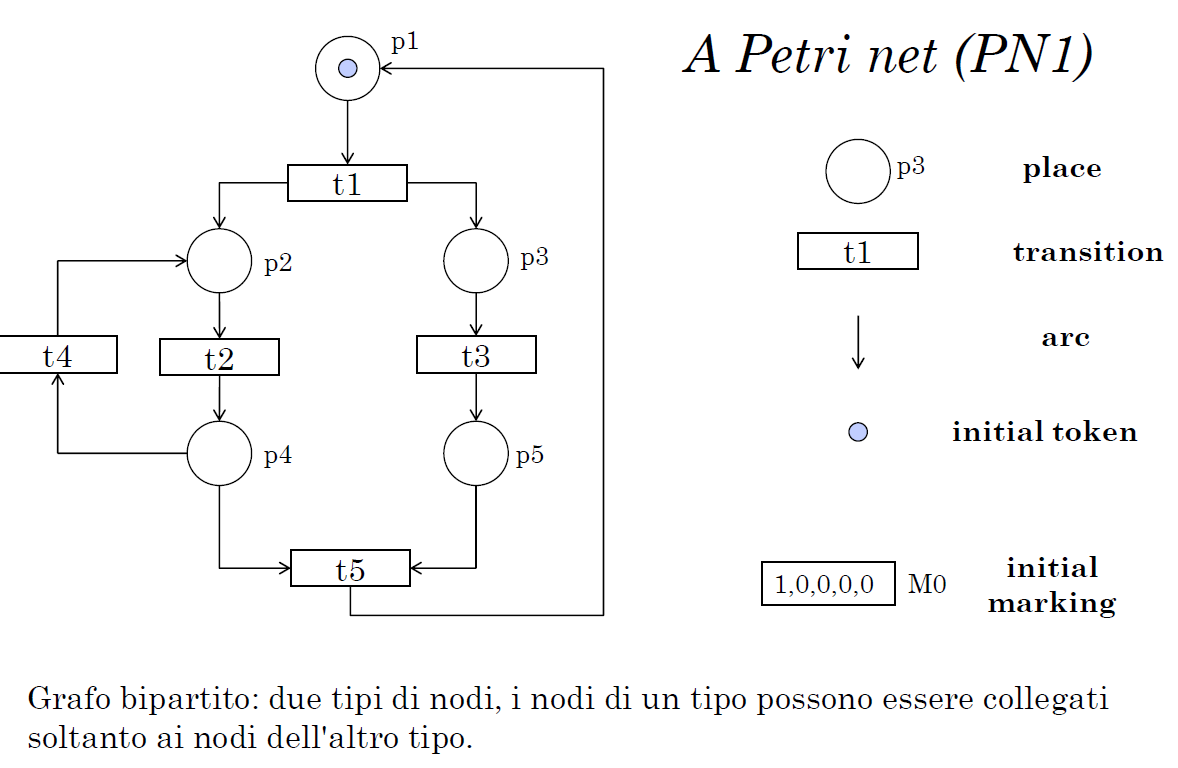 A Petri net (PN1)
p1
t1
p2
p3
t4
t2
t3
p4
p5
t5
p3
place
t1
transition
arc
initial token
1,0,0,0,0
M0
initial
marking
Grafo bipartito: due tipi di nodi, i nodi di un tipo possono essere collegati
soltanto ai nodi dell'altro tipo.